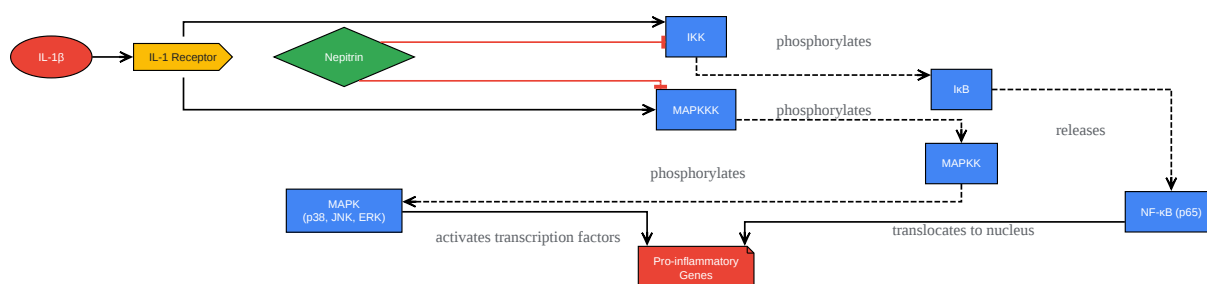 IKK
phosphorylates
IL-1β
IL-1 Receptor
Nepitrin
IκB
MAPKKK
phosphorylates
releases
MAPKK
phosphorylates
MAPK
(p38, JNK, ERK)
NF-κB (p65)
activates transcription factors
translocates to nucleus
Pro-inflammatory
Genes